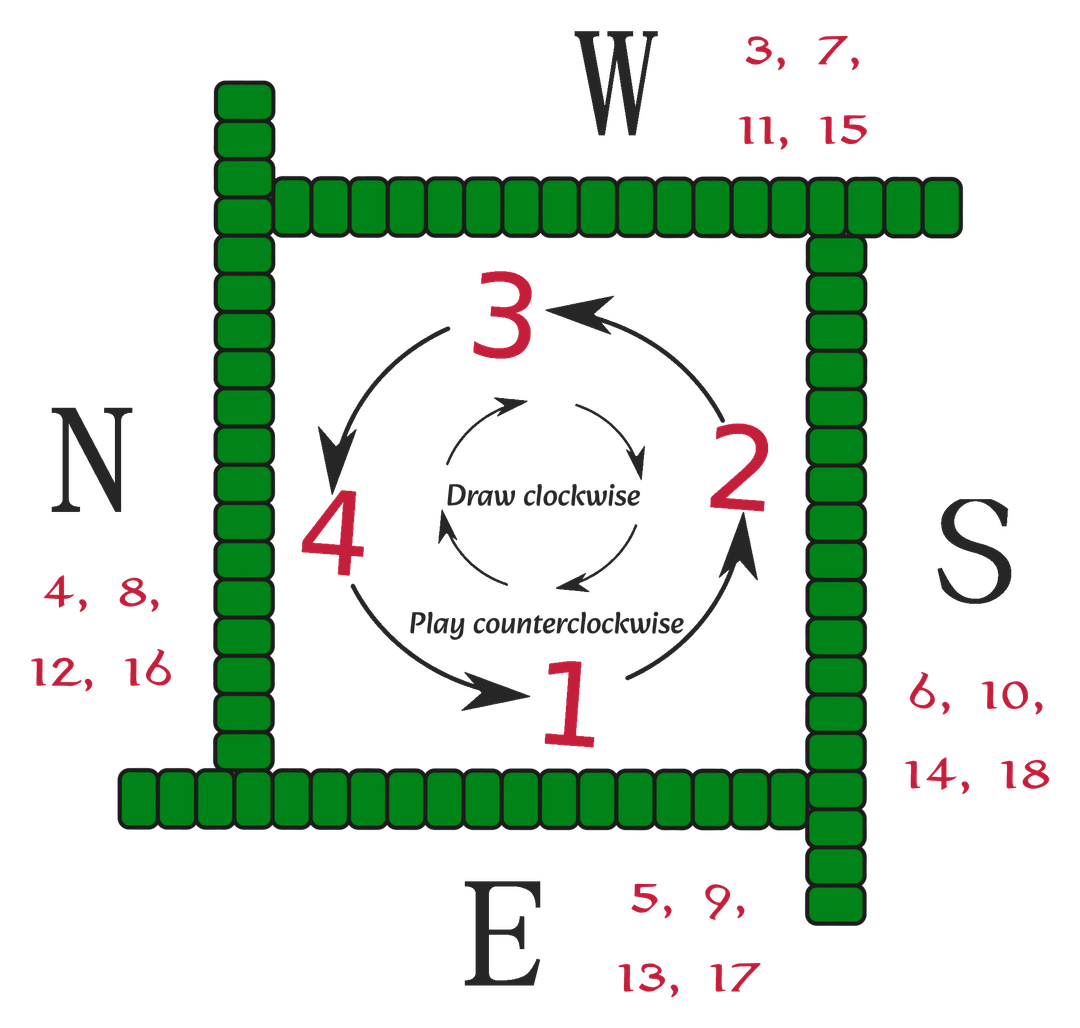 W
3, 7,
11, 15
3
N
4, 8,
12, 16
2
4
Draw clockwise
Play counterclockwise
1
S
6, 10,
14, 18
E
5, 9,
13, 17